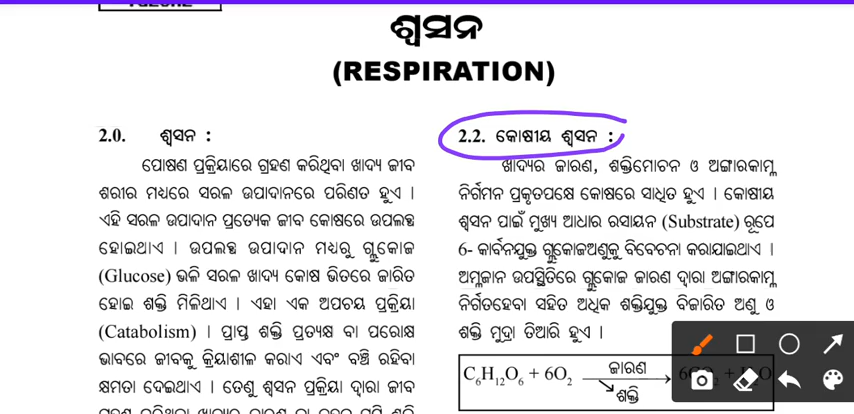 ଶ୍ୱସନ
(RESPIRATION)
2.0. ଶ୍ୱସନ :
ପୋଷଣ ପ୍ରକ୍ରିୟାରେ ଗ୍ରହଣ କରିଥିବା ଖାଦ୍ୟ ଜୀବ
ଶରୀର ମଧ୍ୟରେ ସରଳ ଉପାଦାନରେ ପରିଣତ ହୁଏ ।
ଏହି ସରଳ ଉପାଦାନ ପ୍ରତ୍ୟେକ ଜୀବ କୋଷରେ ଉପଲବ୍ଧ
ହୋଇଥାଏ । ଉପଲବ୍ଧ ଉପାଦାନ ମଧ୍ୟରୁ ଗ୍ଲୁକୋଜ
(Glucose) ଭଳି ସରଳ ଖାଦ୍ୟ କୋଷ ଭିତରେ ଜାରିତ
ହୋଇ ଶକ୍ତି ମିଳିଥାଏ । ଏହା ଏକ ଅପଚୟ ପ୍ରକ୍ରିୟା
(Catabolism) । ପ୍ରାପ୍ତ ଶକ୍ତି ପ୍ରତ୍ୟକ୍ଷ ବା ପରୋକ୍ଷ
ଭାବରେ ଜୀବକୁ କ୍ରିୟାଶୀଳ କରାଏ ଏବଂ ବଞ୍ଚି ରହିବା
କ୍ଷମତା ଦେଇଥାଏ । ତେଣୁ ଶ୍ୱସନ ପ୍ରକ୍ରିୟା ଦ୍ୱାରା ଜୀବ
2.2. କୋଷୀୟ ଶ୍ୱସନ :
ଖାଦ୍ୟର ଜାରଣ, ଶକ୍ତିମୋଚନ ଓ ଅଙ୍ଗାରକାମ୍ଳ
ନିର୍ଗମନ ପ୍ରକୃତପକ୍ଷେ କୋଷରେ ସାଧିତ ହୁଏ । କୋଷୀୟ
ଶ୍ୱସନ ପାଇଁ ମୁଖ୍ୟ ଆଧାର ରସାୟନ (Substrate) ରୂପେ
6- କାର୍ବନଯୁକ୍ତ ଗ୍ଲୁକୋଜଅଣୁକୁ ବିବେଚନା କରାଯାଇଥାଏ ।
ଅମ୍ଳଜାନ ଉପସ୍ଥିତିରେ ଗ୍ଲୁକୋଜ ଜାରଣ ଦ୍ୱାରା ଅଙ୍ଗାରକାମ୍ଳ
ନିର୍ଗତହେବା ସହିତ ଅଧିକ ଶକ୍ତିଯୁକ୍ତ ବିଜାରିତ ଅଣୁ ଓ
ଶକ୍ତି ମୁଦ୍ରା ତିଆରି ହୁଏ ।
C₆H₁₂O₆ + 6O₂ ଜାରଣ
ଶକ୍ତି